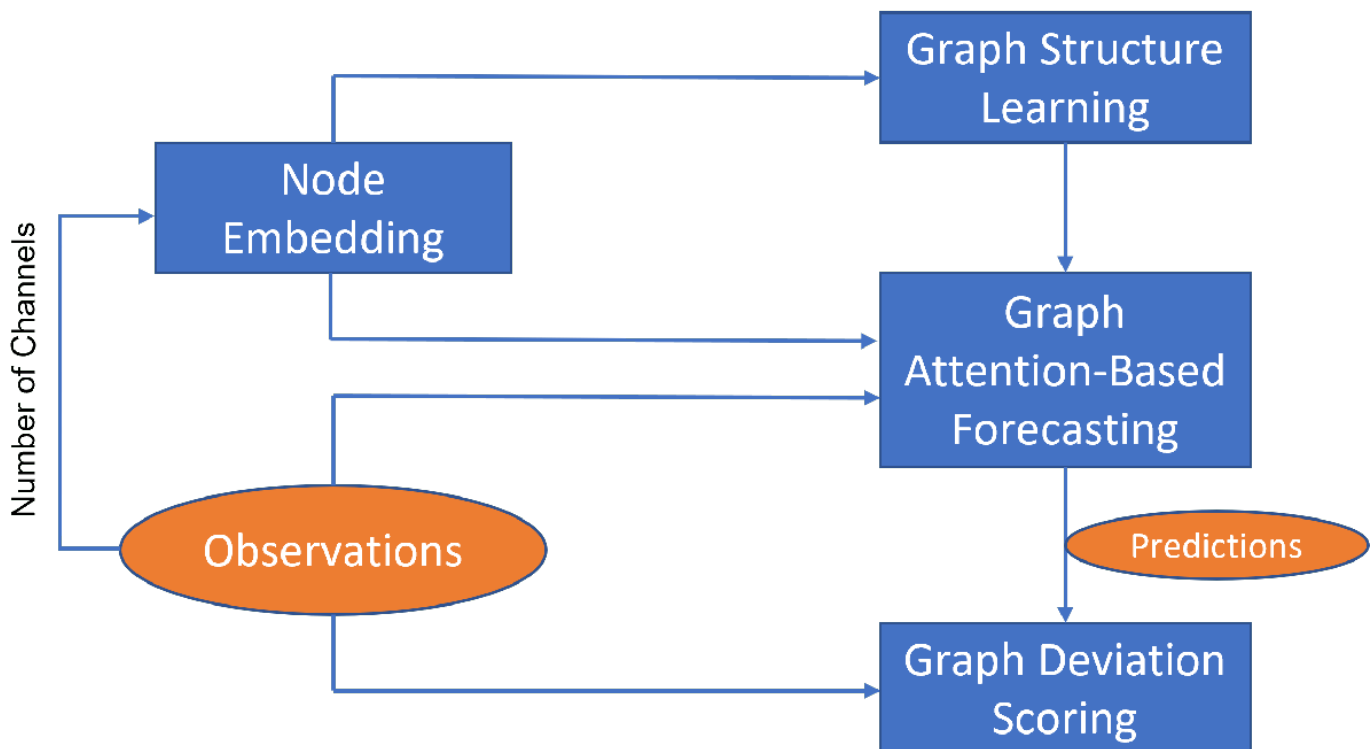 Graph Structure
Learning
Node
Embedding
Number of Channels
Graph
Attention-Based
Forecasting
Observations
Predictions
Graph Deviation
Scoring